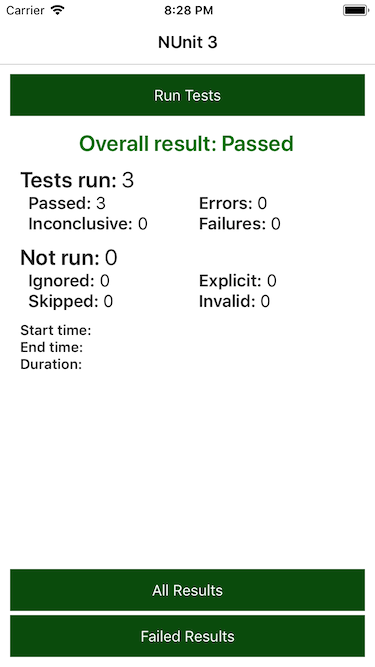 Carrier 8:28 PM
NUnit 3
Run Tests
Overall result: Passed
Tests run: 3
Passed: 3 Errors: 0
Inconclusive: 0 Failures: 0
Not run: 0
Ignored: 0 Explicit: 0
Skipped: 0 Invalid: 0
Start time:
End time:
Duration:
All Results
Failed Results